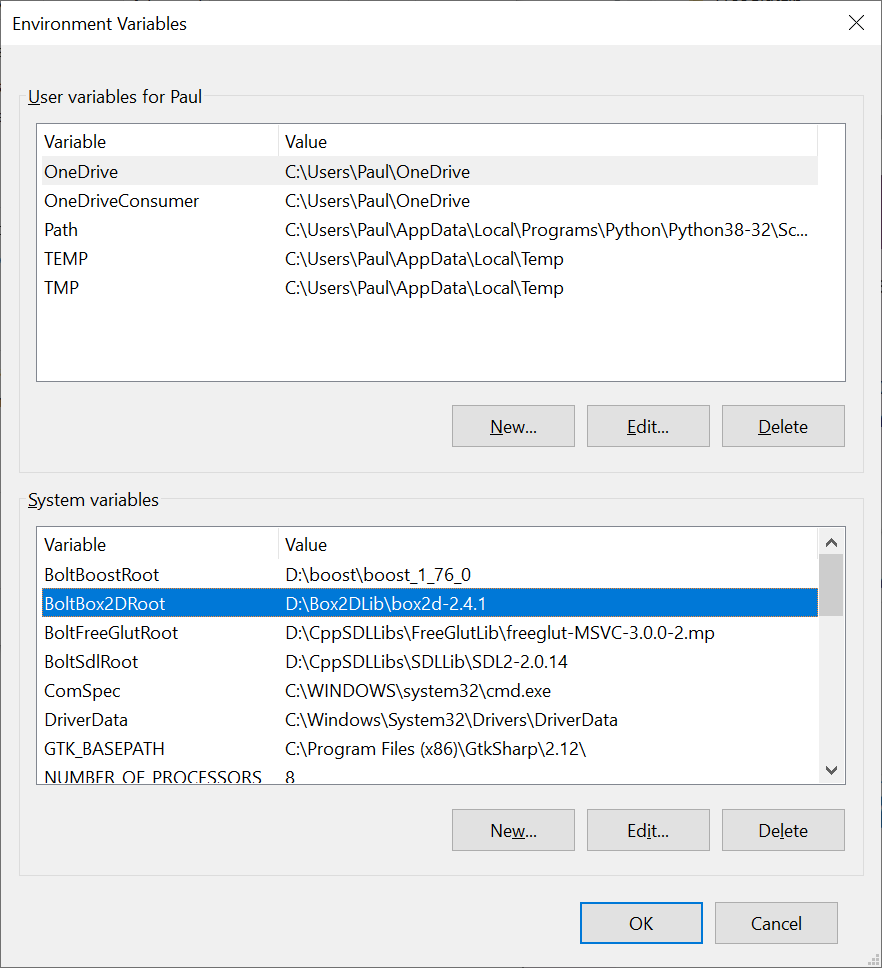 Environment Variables
User variables for Paul
Variable Value
OneDrive C:\Users\Paul\OneDrive
OneDriveConsumer C:\Users\Paul\OneDrive
Path C:\Users\Paul\AppData\Local\Programs\Python\Python38-32\Sc...
TEMP C:\Users\Paul\AppData\Local\Temp
TMP C:\Users\Paul\AppData\Local\Temp
New... Edit... Delete
System variables
Variable Value
BoltBoostRoot D:\boost\boost_1_76_0
BoltBox2DRoot D:\Box2DLib\box2d-2.4.1
BoltFreeGlutRoot D:\CppSDLLibs\FreeGlutLib\freeglut-MSVC-3.0.0-2.mp
BoltSdlRoot D:\CppSDLLibs\SDLLib\SDL2-2.0.14
ComSpec C:\WINDOWS\system32\cmd.exe
DriverData C:\Windows\System32\Drivers\DriverData
GTK_BASEPATH C:\Program Files (x86)\GtkSharp\2.12\
NUMBER_OF_PROCESSORS 8
New... Edit... Delete
OK Cancel